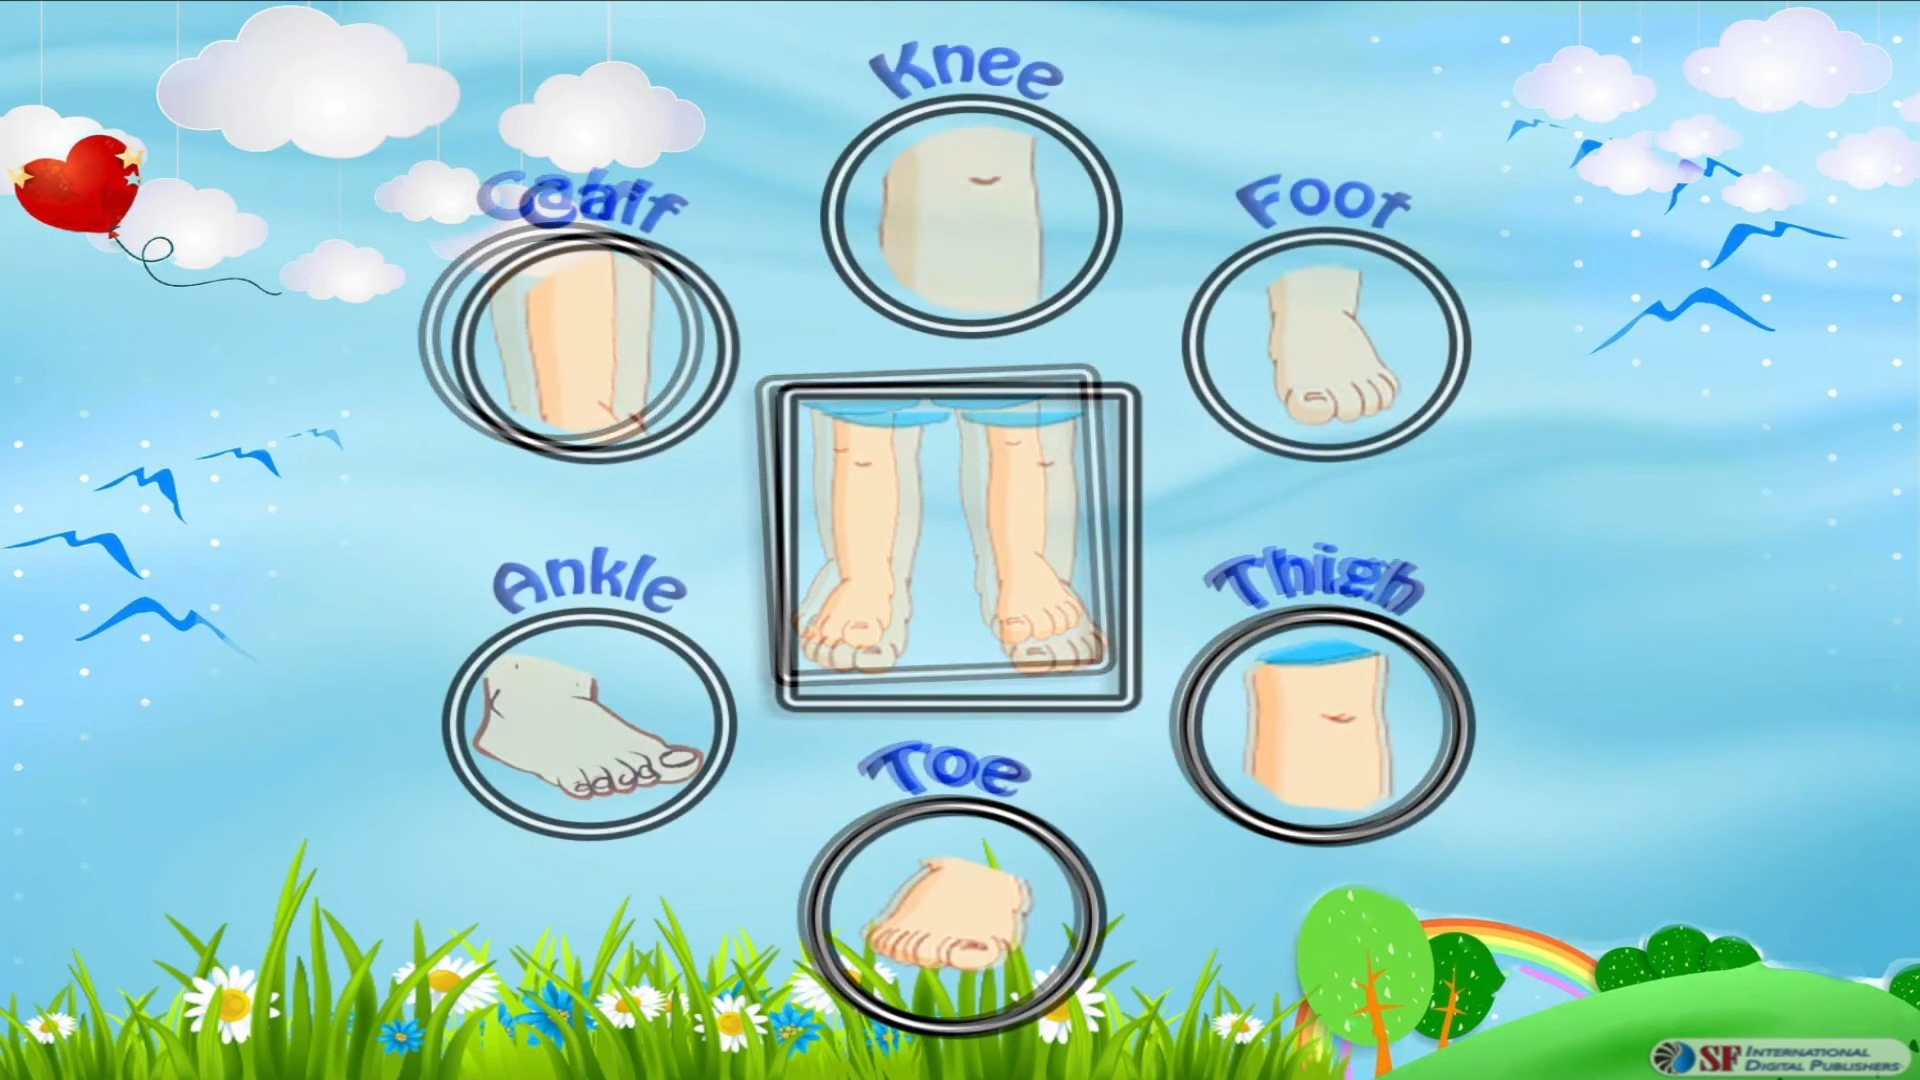 Knee
Calf
Foot
Ankle
Thigh
Toe
SF INTERNATIONAL
DIGITAL PUBLISHERS